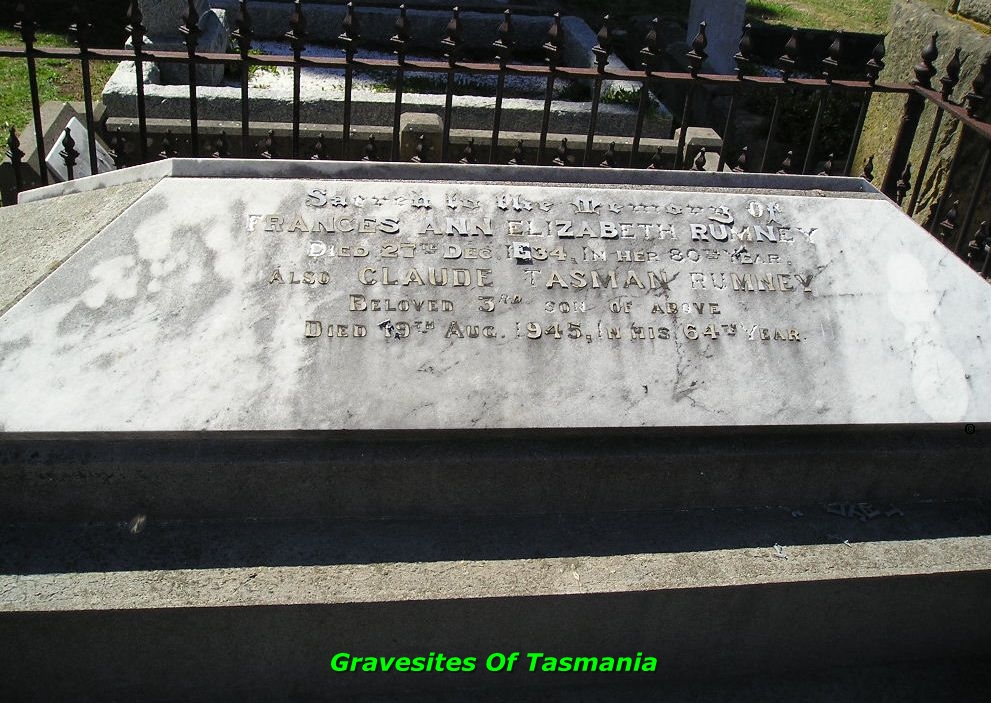 Sacred to the Memory Of
FRANCES ANN ELIZABETH RUMNEY
DIED 27TH DEC. 1934, IN HER 80TH YEAR.
ALSO CLAUDE TASMAN RUMNEY
BELOVED 3RD SON OF ABOVE
DIED 19TH AUG. 1945, IN HIS 64TH YEAR.
Gravesites Of Tasmania